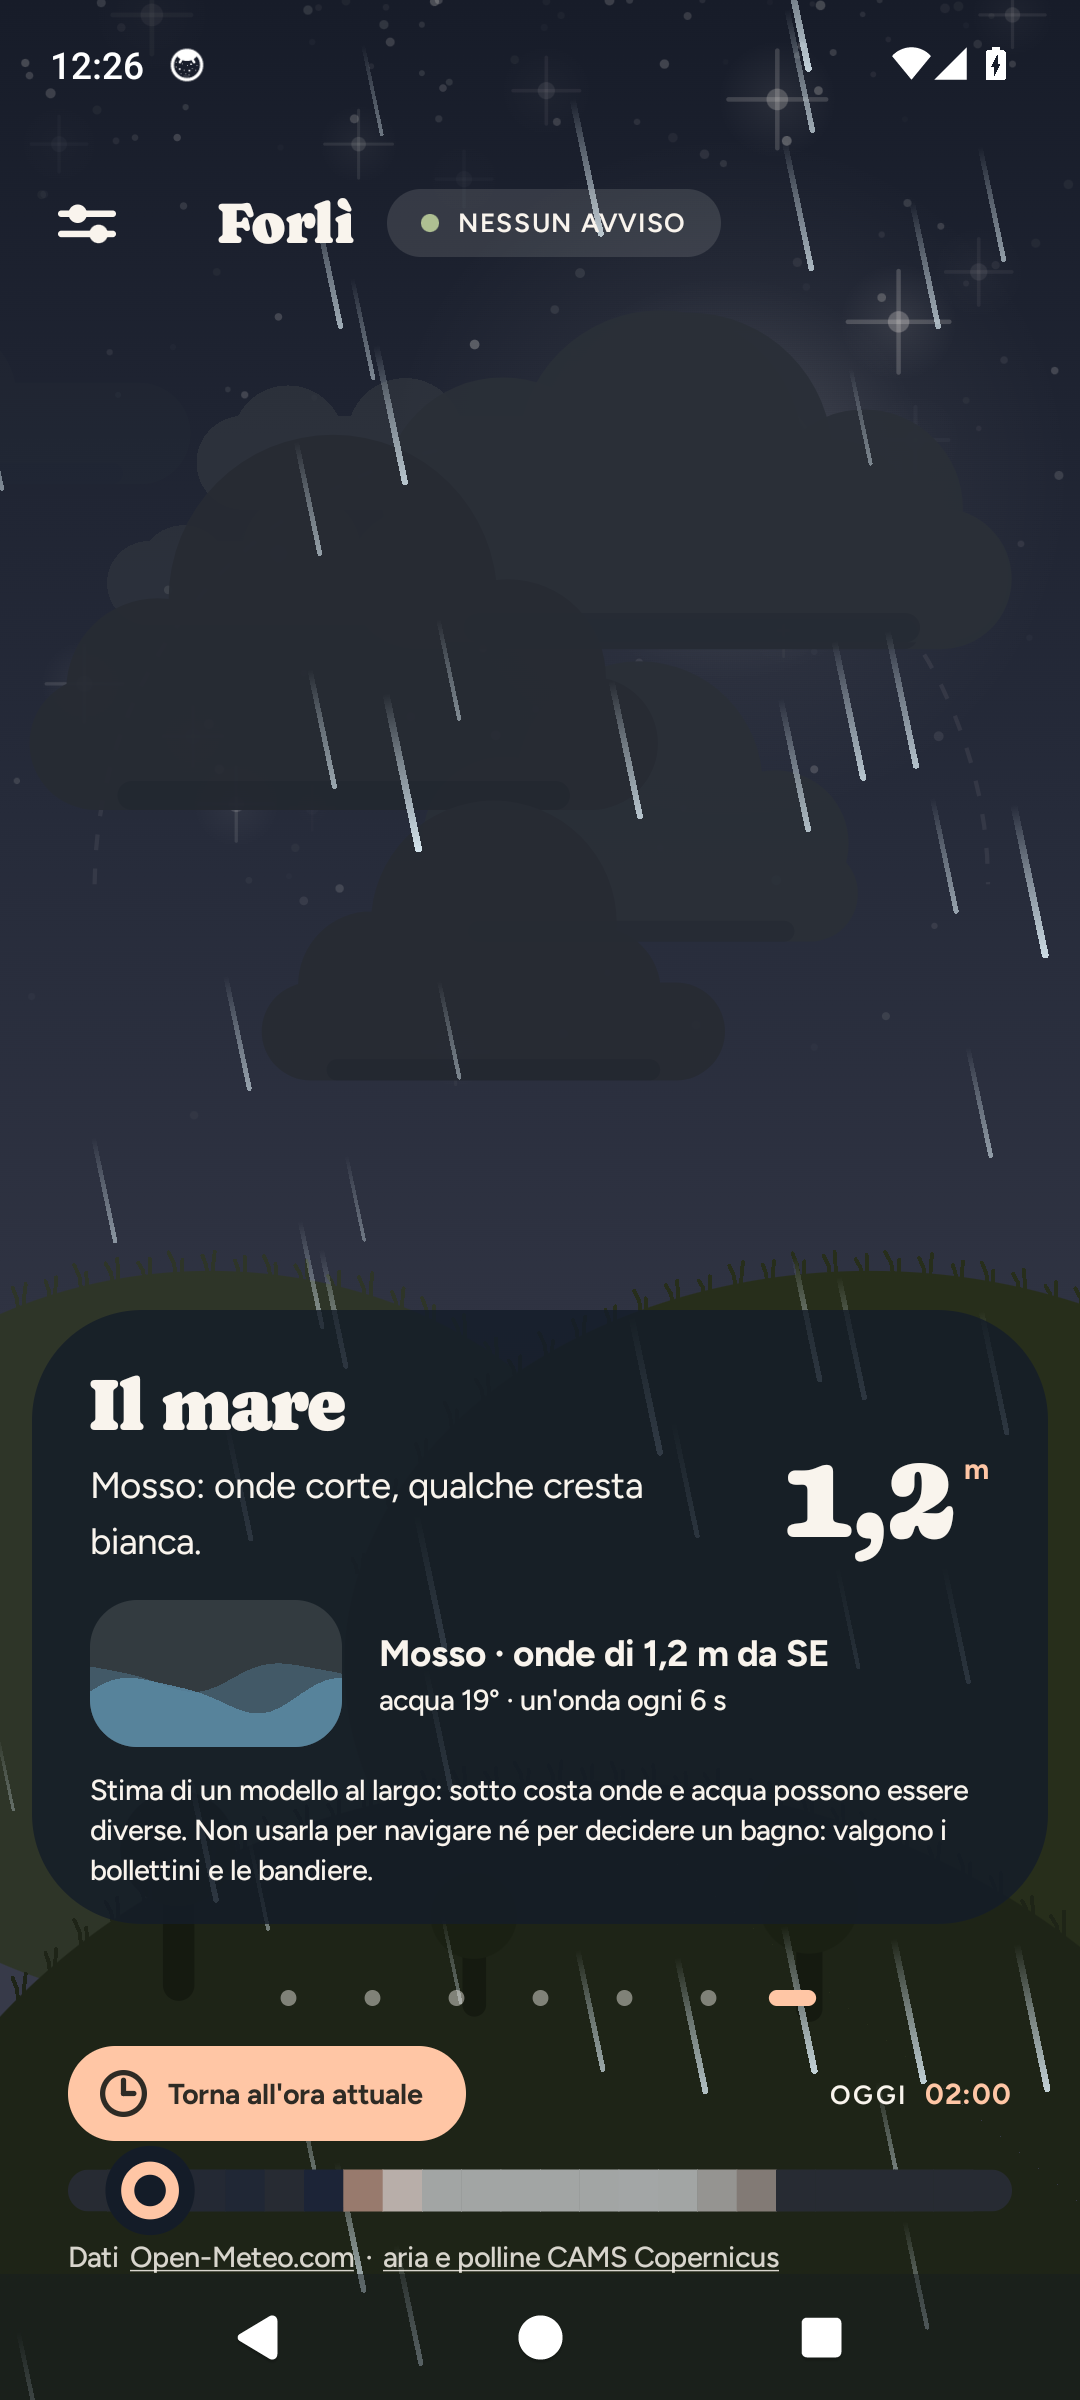 12:26
Forlì
NESSUN AVVISO
Il mare
Mosso: onde corte, qualche cresta
bianca.
1,2 m
Mosso · onde di 1,2 m da SE
acqua 19° · un'onda ogni 6 s
Stima di un modello al largo: sotto costa onde e acqua possono essere
diverse. Non usarla per navigare né per decidere un bagno: valgono i
bollettini e le bandiere.
Torna all'ora attuale
OGGI 02:00
Dati Open-Meteo.com · aria e polline CAMS Copernicus